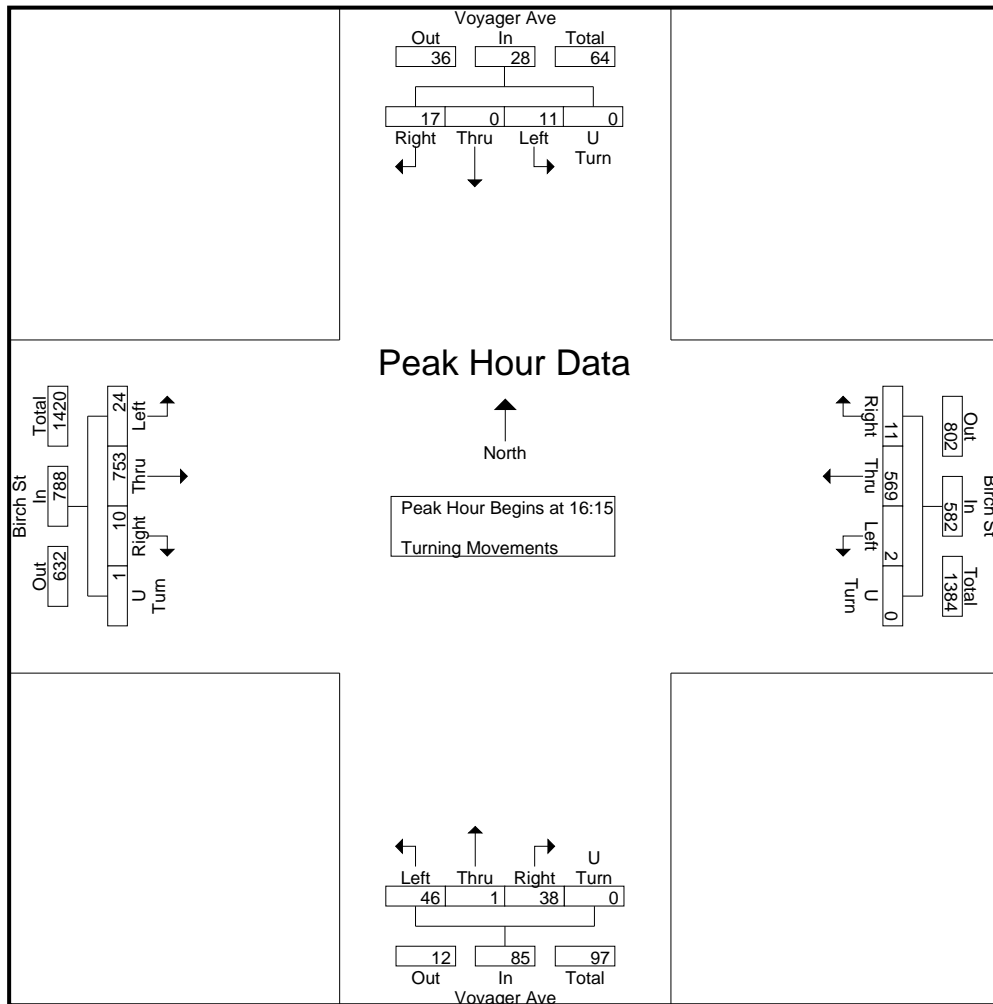 Voyager Ave
Out In Total
36 28 64
17 0 11 0
Right Thru Left U Turn
Peak Hour Data
North
Peak Hour Begins at 16:15
Turning Movements
Birch St
Total In Out
1420 788 632
24 753 10 1
Left Thru Right U Turn
Right Thru Left U Turn
11 569 2 0
Out In Total
802 582 1384
Birch St
Left Thru Right U Turn
46 1 38 0
12 85 97
Out In Total
Voyager Ave